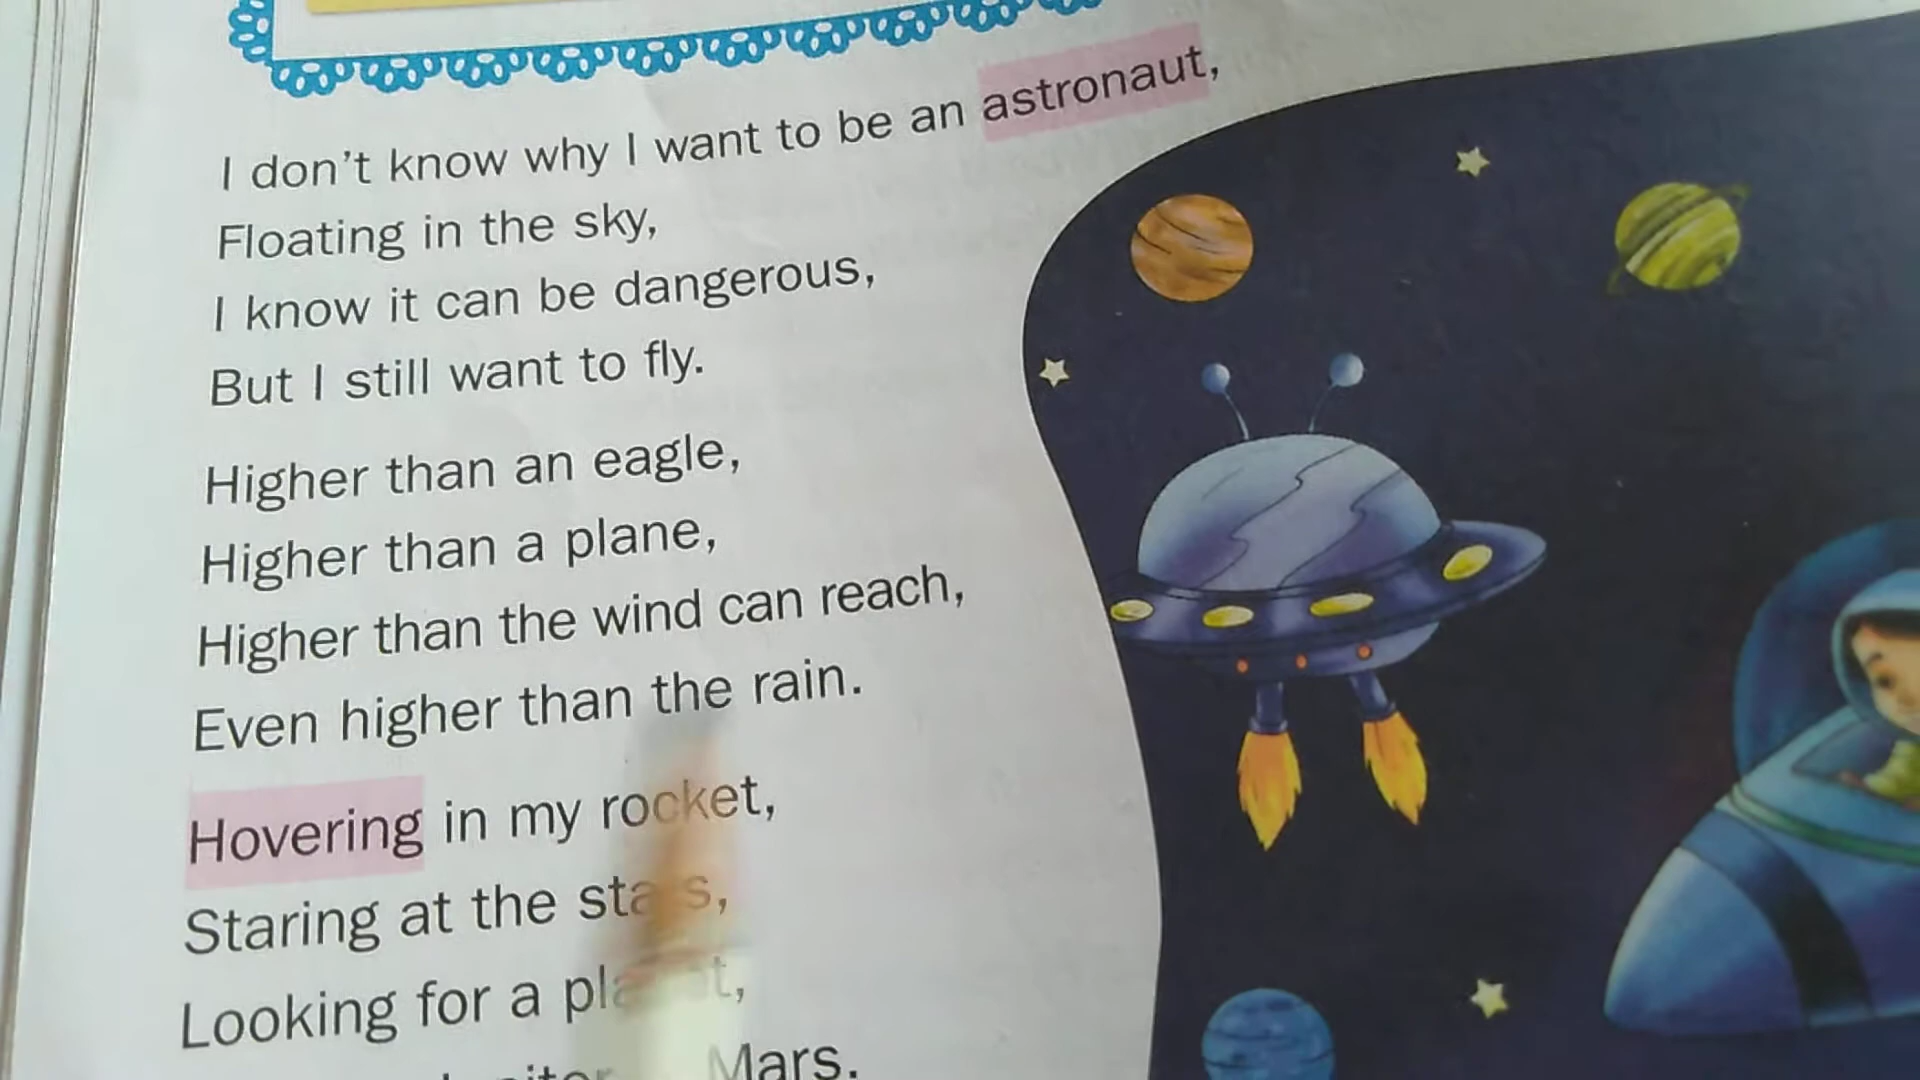 I don't know why I want to be an astronaut,
Floating in the sky,
I know it can be dangerous,
But I still want to fly.
Higher than an eagle,
Higher than a plane,
Higher than the wind can reach,
Even higher than the rain.
Hovering in my rocket,
Staring at the stars,
Looking for a planet,
Mars.